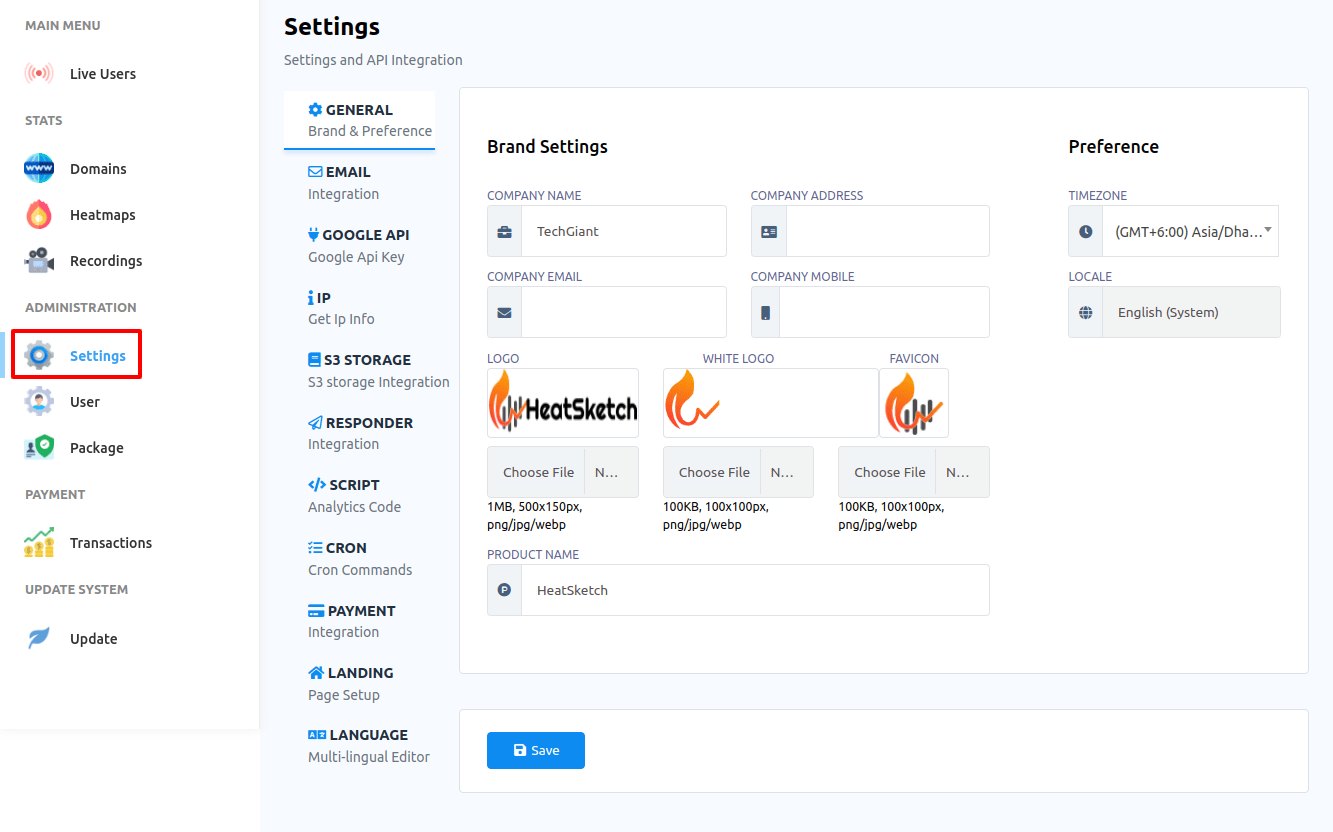 MAIN MENU
Live Users
STATS
www
Domains
Heatmaps
Recordings
ADMINISTRATION
Settings
User
Package
PAYMENT
Transactions
UPDATE SYSTEM
Update
Settings
Settings and API Integration
GENERAL
Brand & Preference
EMAIL
Integration
GOOGLE API
Google Api Key
IP
Get Ip Info
S3 STORAGE
S3 storage Integration
RESPONDER
Integration
SCRIPT
Analytics Code
CRON
Cron Commands
PAYMENT
Integration
LANDING
Page Setup
LANGUAGE
Multi-lingual Editor
Brand Settings
COMPANY NAME
COMPANY ADDRESS
TechGiant
COMPANY EMAIL
COMPANY MOBILE
LOGO
WHITE LOGO
FAVICON
HeatSketch
Choose File N...
Choose File N...
Choose File N...
1MB, 500x150px,
png/jpg/webp
100KB, 100x100px,
png/jpg/webp
100KB, 100x100px,
png/jpg/webp
PRODUCT NAME
HeatSketch
Preference
TIMEZONE
(GMT+6:00) Asia/Dha...
LOCALE
English (System)
Save